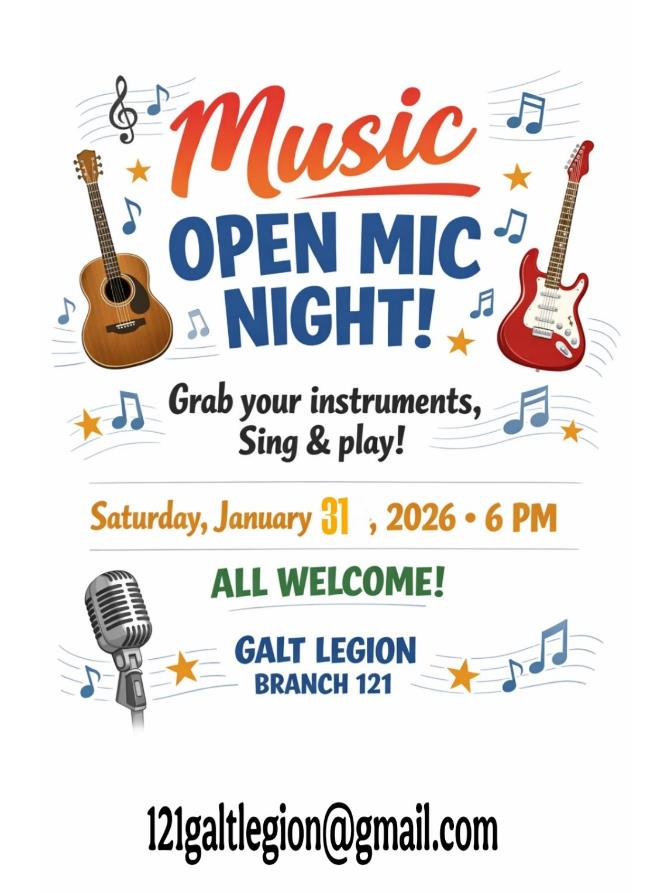 Music
OPEN MIC
NIGHT!
Grab your instruments,
Sing & play!
Saturday, January 31 , 2026 • 6 PM
ALL WELCOME!
GALT LEGION
BRANCH 121
121galtlegion@gmail.com